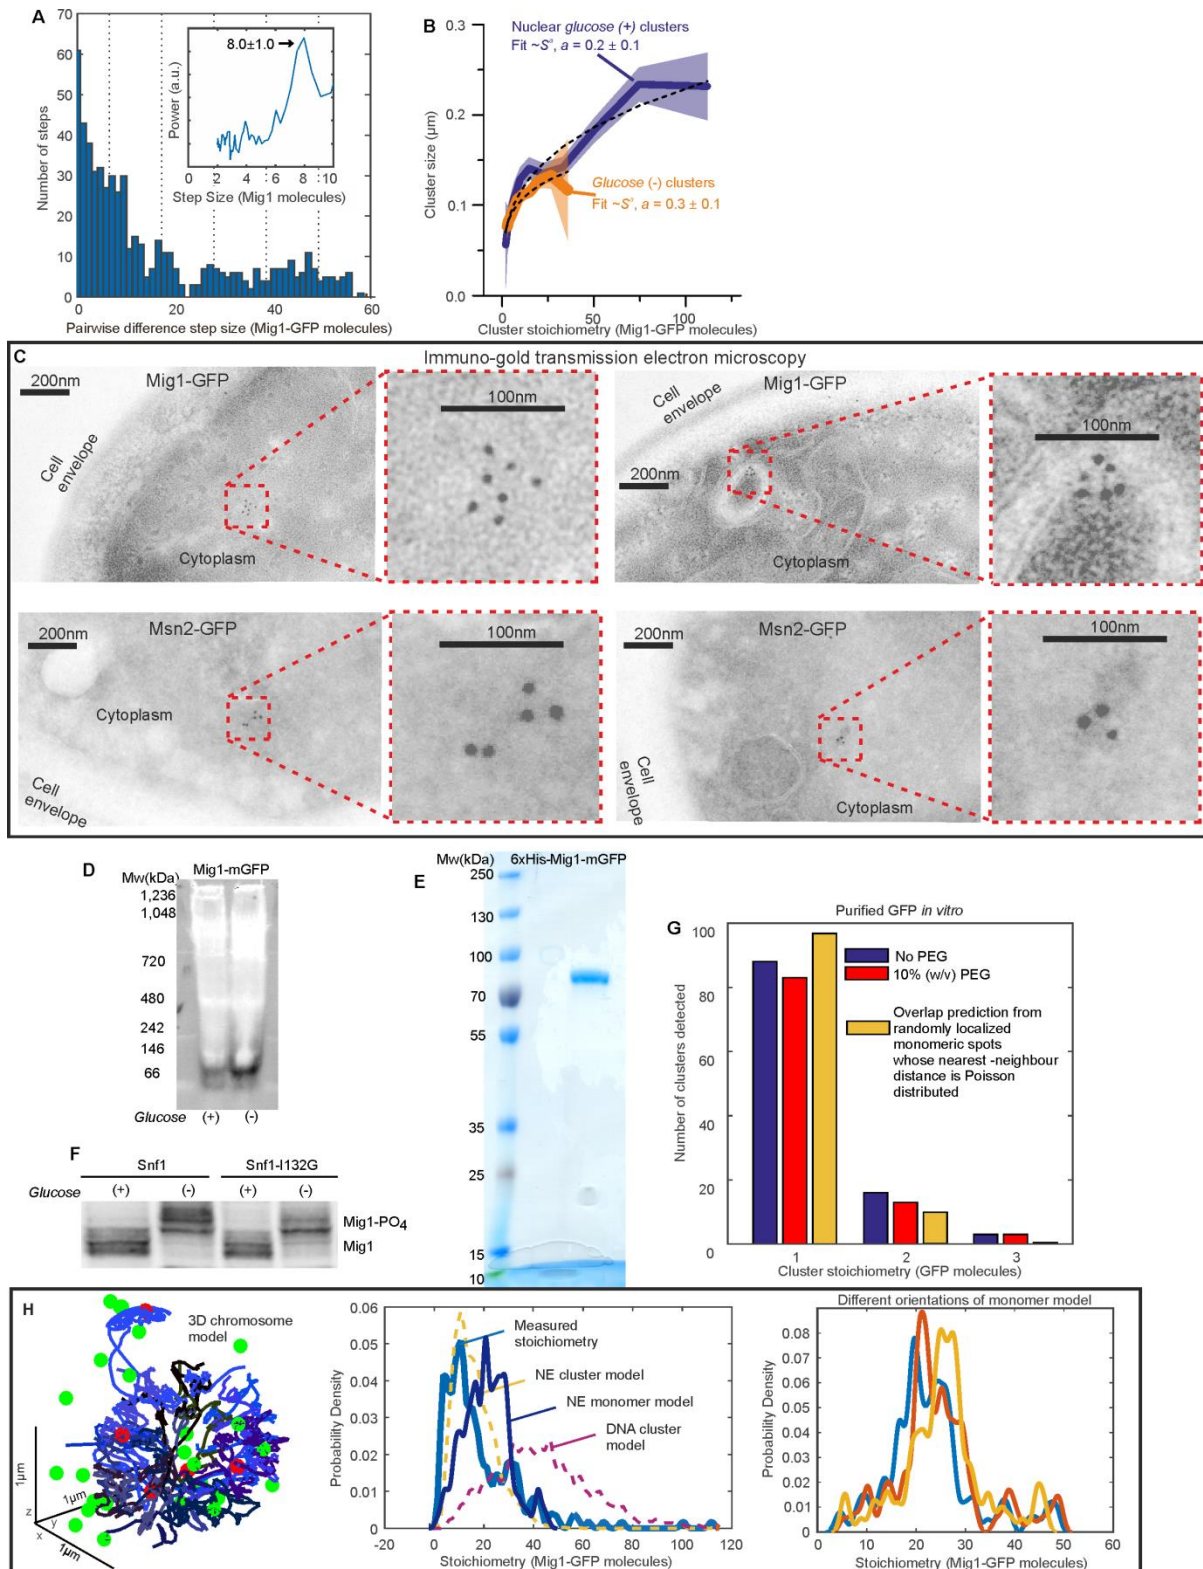 A
70
60
50
40
30
20
10
0
Number of steps
0 20 40 60
Pairwise difference step size (Mig1-GFP molecules)
8.0±1.0
Power (a.u.)
0 2 4 6 8 10
Step Size (Mig1 molecules)
B
0.3
0.2
0.1
0.0
Cluster size (μm)
Nuclear glucose (+) clusters
Fit ~Sᵃ, a = 0.2 ± 0.1
Glucose (-) clusters
Fit ~Sᵃ, a = 0.3 ± 0.1
0 50 100
Cluster stoichiometry (Mig1-GFP molecules)
C
Immuno-gold transmission electron microscopy
200nm
Mig1-GFP
Cell
envelope
Cytoplasm
100nm
Mig1-GFP
Cell
envelope
200nm
Cytoplasm
100nm
200nm
Msn2-GFP
Cytoplasm
Cell
envelope
100nm
200nm
Msn2-GFP
Cell
envelope
Cytoplasm
100nm
D
Mig1-mGFP
Mw(kDa)
1,236
1,048
720
480
242
146
66
Glucose (+) (-)
E
Mw(kDa) 6xHis-Mig1-mGFP
250
130
100
70
55
35
25
15
10
F
Snf1 Snf1-I132G
Glucose (+) (-) (+) (-)
Mig1-PO4
Mig1
G
Purified GFP in vitro
100
80
60
40
20
0
Number of clusters detected
No PEG
10% (w/v) PEG
Overlap prediction from
randomly localized
monomeric spots
whose nearest -neighbour
distance is Poisson
distributed
1 2 3
Cluster stoichiometry (GFP molecules)
H
3D chromosome
model
1μm
1μm
1μm
z
y
x
0.06
0.05
0.04
0.03
0.02
0.01
0
Probability Density
Measured
stoichiometry
NE cluster model
NE monomer model
DNA cluster
model
-20 0 20 40 60 80 100 120
Stoichiometry (Mig1-GFP molecules)
Different orientations of monomer model
0.08
0.07
0.06
0.05
0.04
0.03
0.02
0.01
0
Probability Density
0 10 20 30 40 50 60
Stoichiometry (Mig1-GFP molecules)